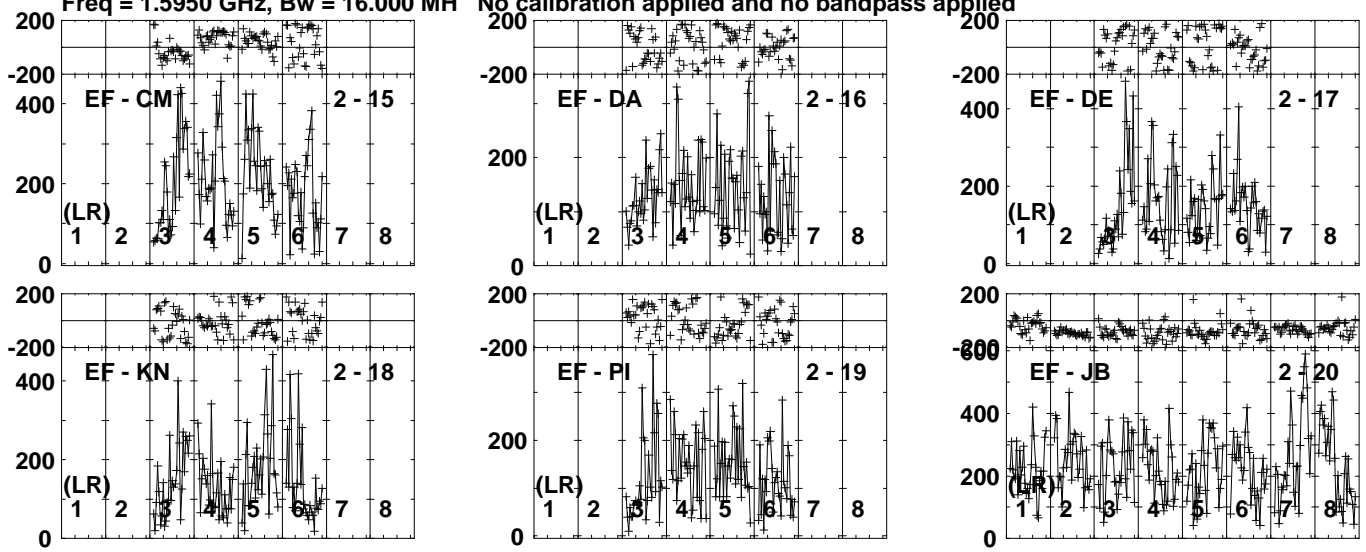 Freq = 1.5950 GHz, Bw = 16.000 MH No calibration applied and no bandpass applied
200
-200
400
200
0
EF - CM 2 - 15
(LR)
1 2 3 4 5 6 7 8
200
0
EF - DA 2 - 16
(LR)
1 2 3 4 5 6 7 8
200
-200
400
200
0
EF - DE 2 - 17
(LR)
1 2 3 4 5 6 7 8
200
-200
400
200
0
EF - KN 2 - 18
(LR)
1 2 3 4 5 6 7 8
200
0
EF - PI 2 - 19
(LR)
1 2 3 4 5 6 7 8
200
-200
600
400
200
0
EF - JB 2 - 20
(LR)
1 2 3 4 5 6 7 8